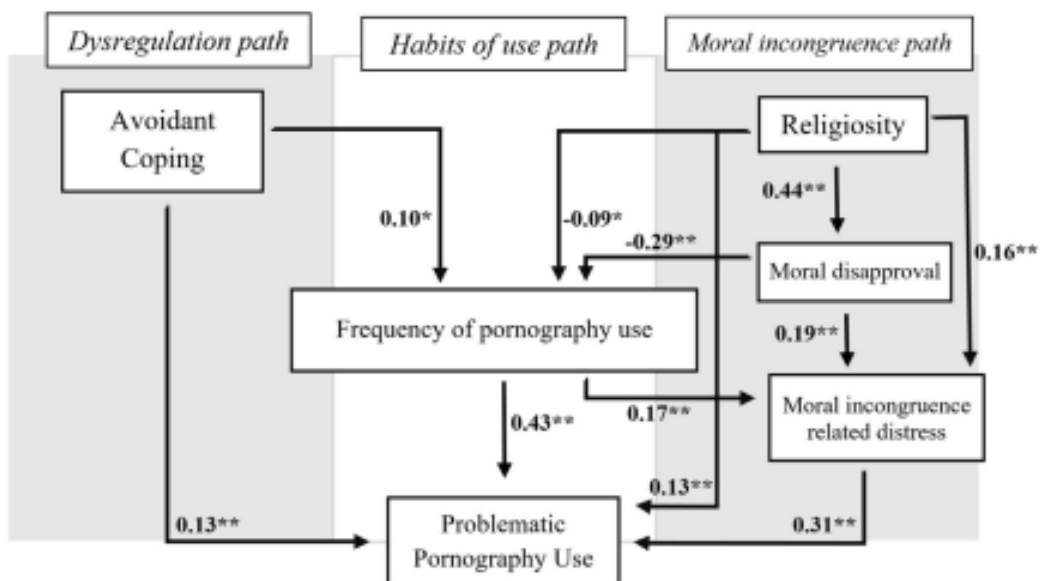 Dysregulation path
Habits of use path
Moral incongruence path
Avoidant
Coping
Religiosity
0.44**
0.10*
-0.09*
-0.29**
0.16**
Moral disapproval
Frequency of pornography use
0.19**
Moral incongruence
related distress
0.43**
0.17**
0.13**
0.13**
0.31**
Problematic
Pornography Use